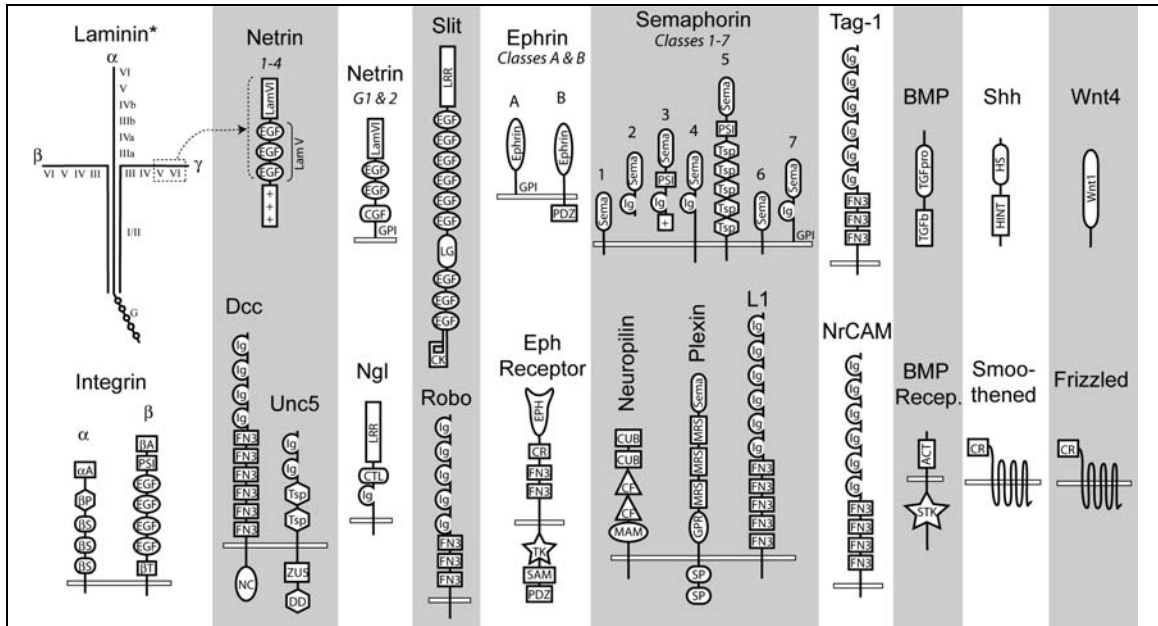 Laminin*
α
VI
V
IVb
IIIb
IVa
IIIa
β
VI V IV III
III IV V VI
γ
I/II
G
Integrin
α
αA
βP
βS
βS
βS
β
βA
PSI
EGF
EGF
EGF
EGF
βT
Netrin
1-4
LamVI
EGF
EGF
EGF
Lam V
+
+
+
Dcc
Ig
Ig
Ig
Ig
FN3
FN3
FN3
FN3
FN3
FN3
NC
Unc5
Ig
Ig
Tsp
Tsp
ZU5
DD
Netrin
G1 & 2
LamVI
EGF
EGF
CGF
GPI
Ngl
LRR
CTL
Ig
Slit
LRR
EGF
EGF
EGF
EGF
EGF
EGF
LG
EGF
EGF
EGF
CK
Robo
Ig
Ig
Ig
Ig
Ig
FN3
FN3
FN3
Ephrin
Classes A & B
A
B
Ephrin
Ephrin
GPI
PDZ
Eph
Receptor
EPH
CR
FN3
FN3
TK
SAM
PDZ
Semaphorin
Classes 1-7
1
Sema
2
Sema
Ig
3
Sema
PSI
Ig
+
4
Sema
Ig
5
Sema
PSI
Tsp
Tsp
Tsp
Tsp
Tsp
6
Sema
7
Sema
Ig
GPI
Neuropilin
CUB
CUB
CF
CF
MAM
Plexin
Sema
MRS
MRS
MRS
GPR
SP
SP
L1
Ig
Ig
Ig
Ig
Ig
Ig
FN3
FN3
FN3
FN3
FN3
Tag-1
Ig
Ig
Ig
Ig
Ig
Ig
FN3
FN3
FN3
NrCAM
Ig
Ig
Ig
Ig
Ig
Ig
FN3
FN3
FN3
FN3
BMP
TGFpro
TGFb
BMP
Recep.
ACT
STK
Shh
HS
HINT
Smoo-
thened
CR
Wnt4
Wnt1
Frizzled
CR